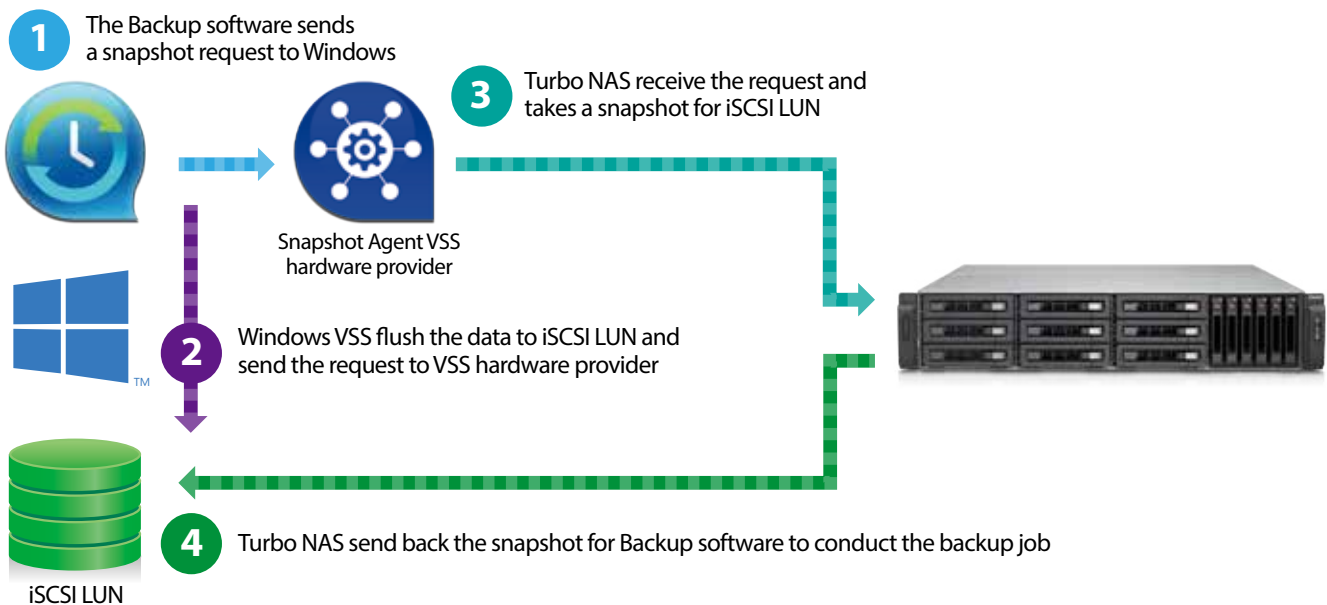 1
The Backup software sends
a snapshot request to Windows
3
Turbo NAS receive the request and
takes a snapshot for iSCSI LUN
Snapshot Agent VSS
hardware provider
TM
2
Windows VSS flush the data to iSCSI LUN and
send the request to VSS hardware provider
4
Turbo NAS send back the snapshot for Backup software to conduct the backup job
iSCSI LUN